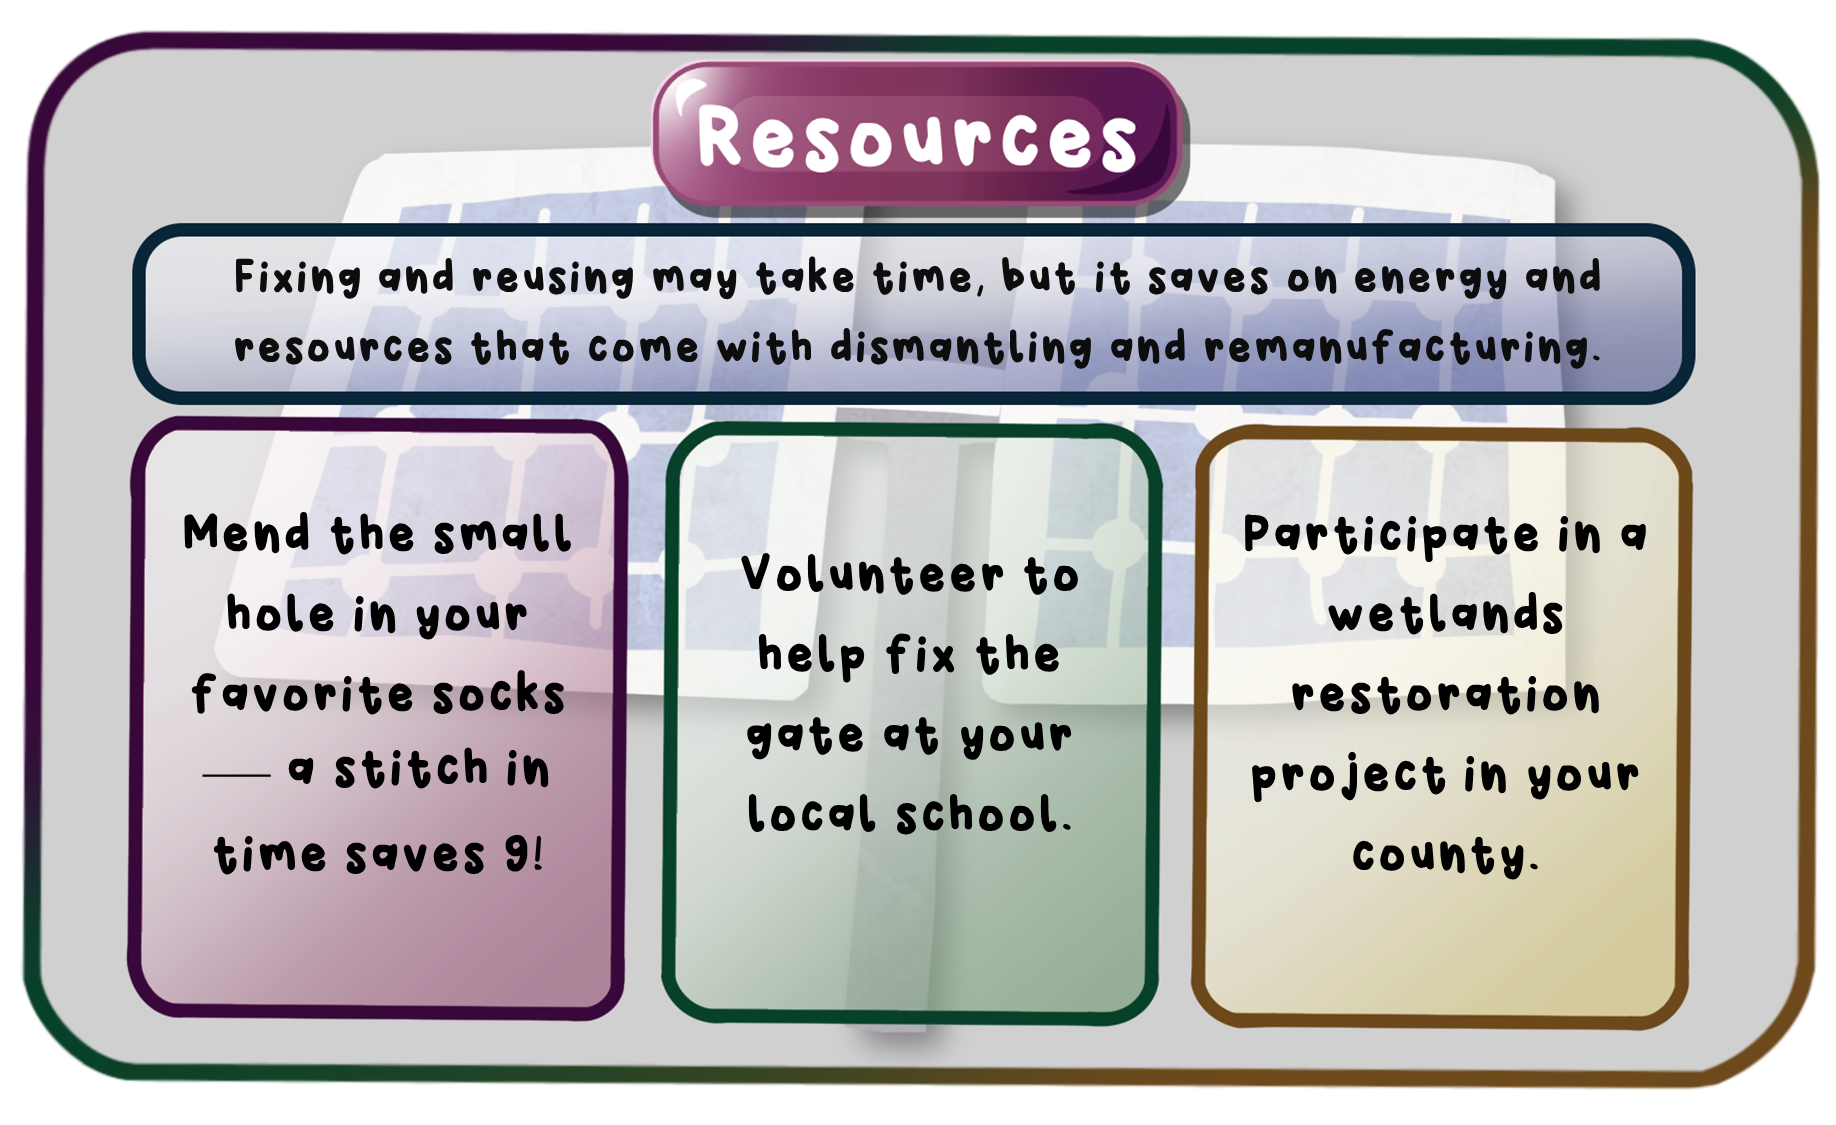 Resources
Fixing and reusing may take time, but it saves on energy and
resources that come with dismantling and remanufacturing.
Mend the small
hole in your
favorite socks
— a stitch in
time saves 9!
Volunteer to
help fix the
gate at your
local school.
Participate in a
wetlands
restoration
project in your
county.